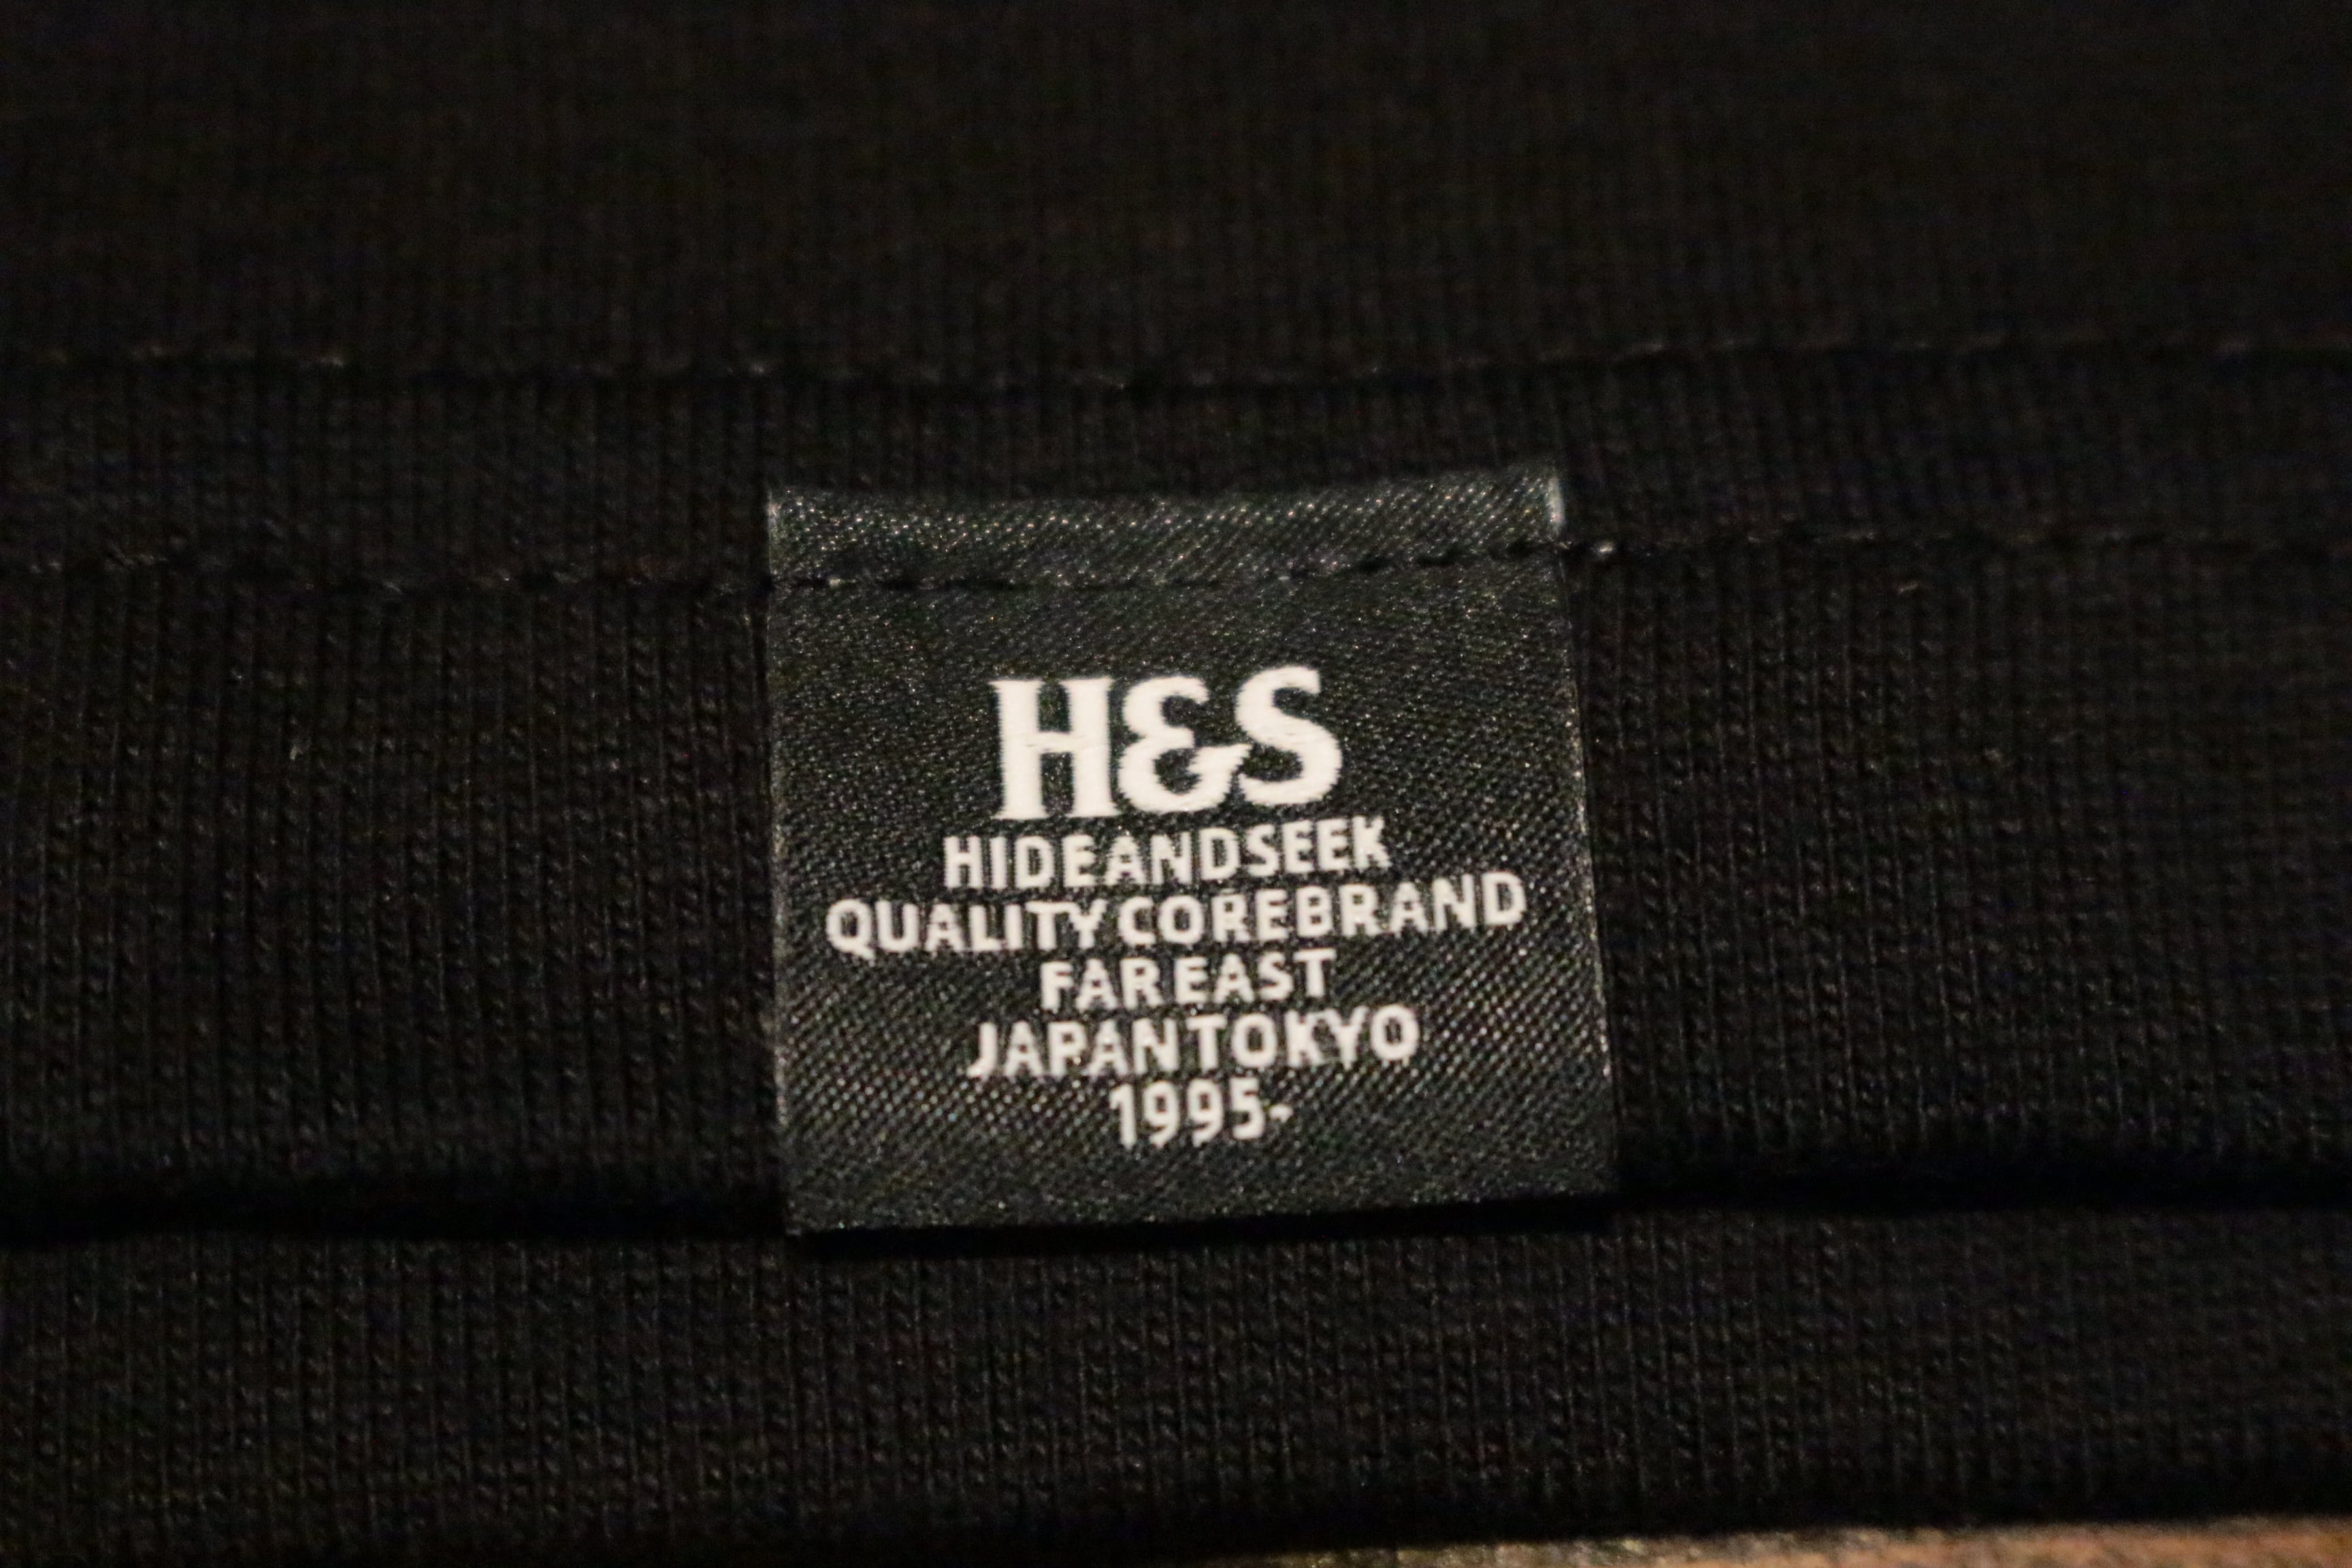 H&S
HIDEANDSEEK
QUALITY COREBRAND
FAR EAST
JAPAN TOKYO
1995-